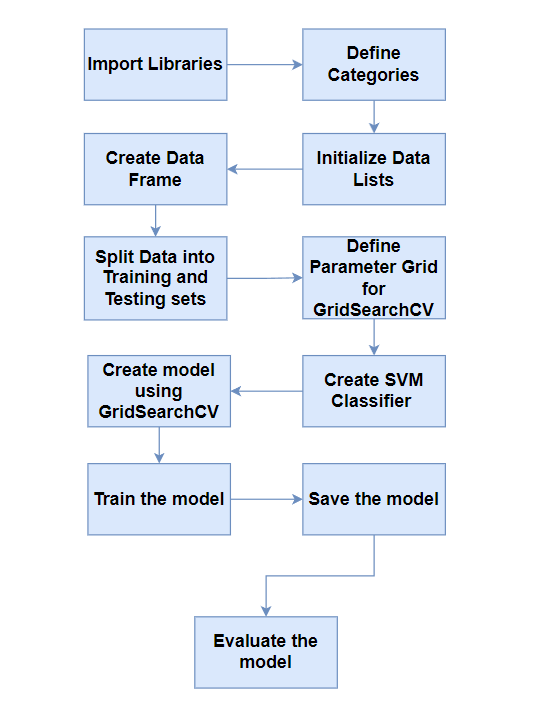 Import Libraries
Define
Categories
Initialize Data
Lists
Create Data
Frame
Split Data into
Training and
Testing sets
Define
Parameter Grid
for
GridSearchCV
Create SVM
Classifier
Create model
using
GridSearchCV
Train the model
Save the model
Evaluate the
model